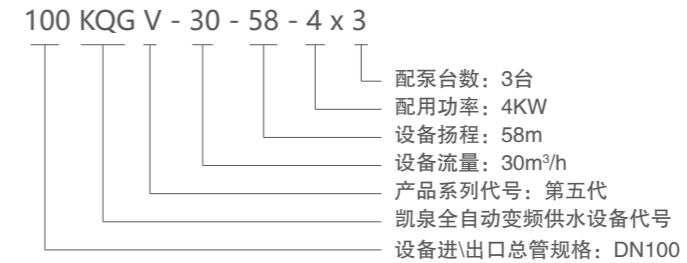 100 KQG V - 30 - 58 - 4 x 3
配泵台数：3台
配用功率：4KW
设备扬程：58m
设备流量：30m³/h
产品系列代号：第五代
凯泉全自动变频供水设备代号
设备进\出口总管规格：DN100